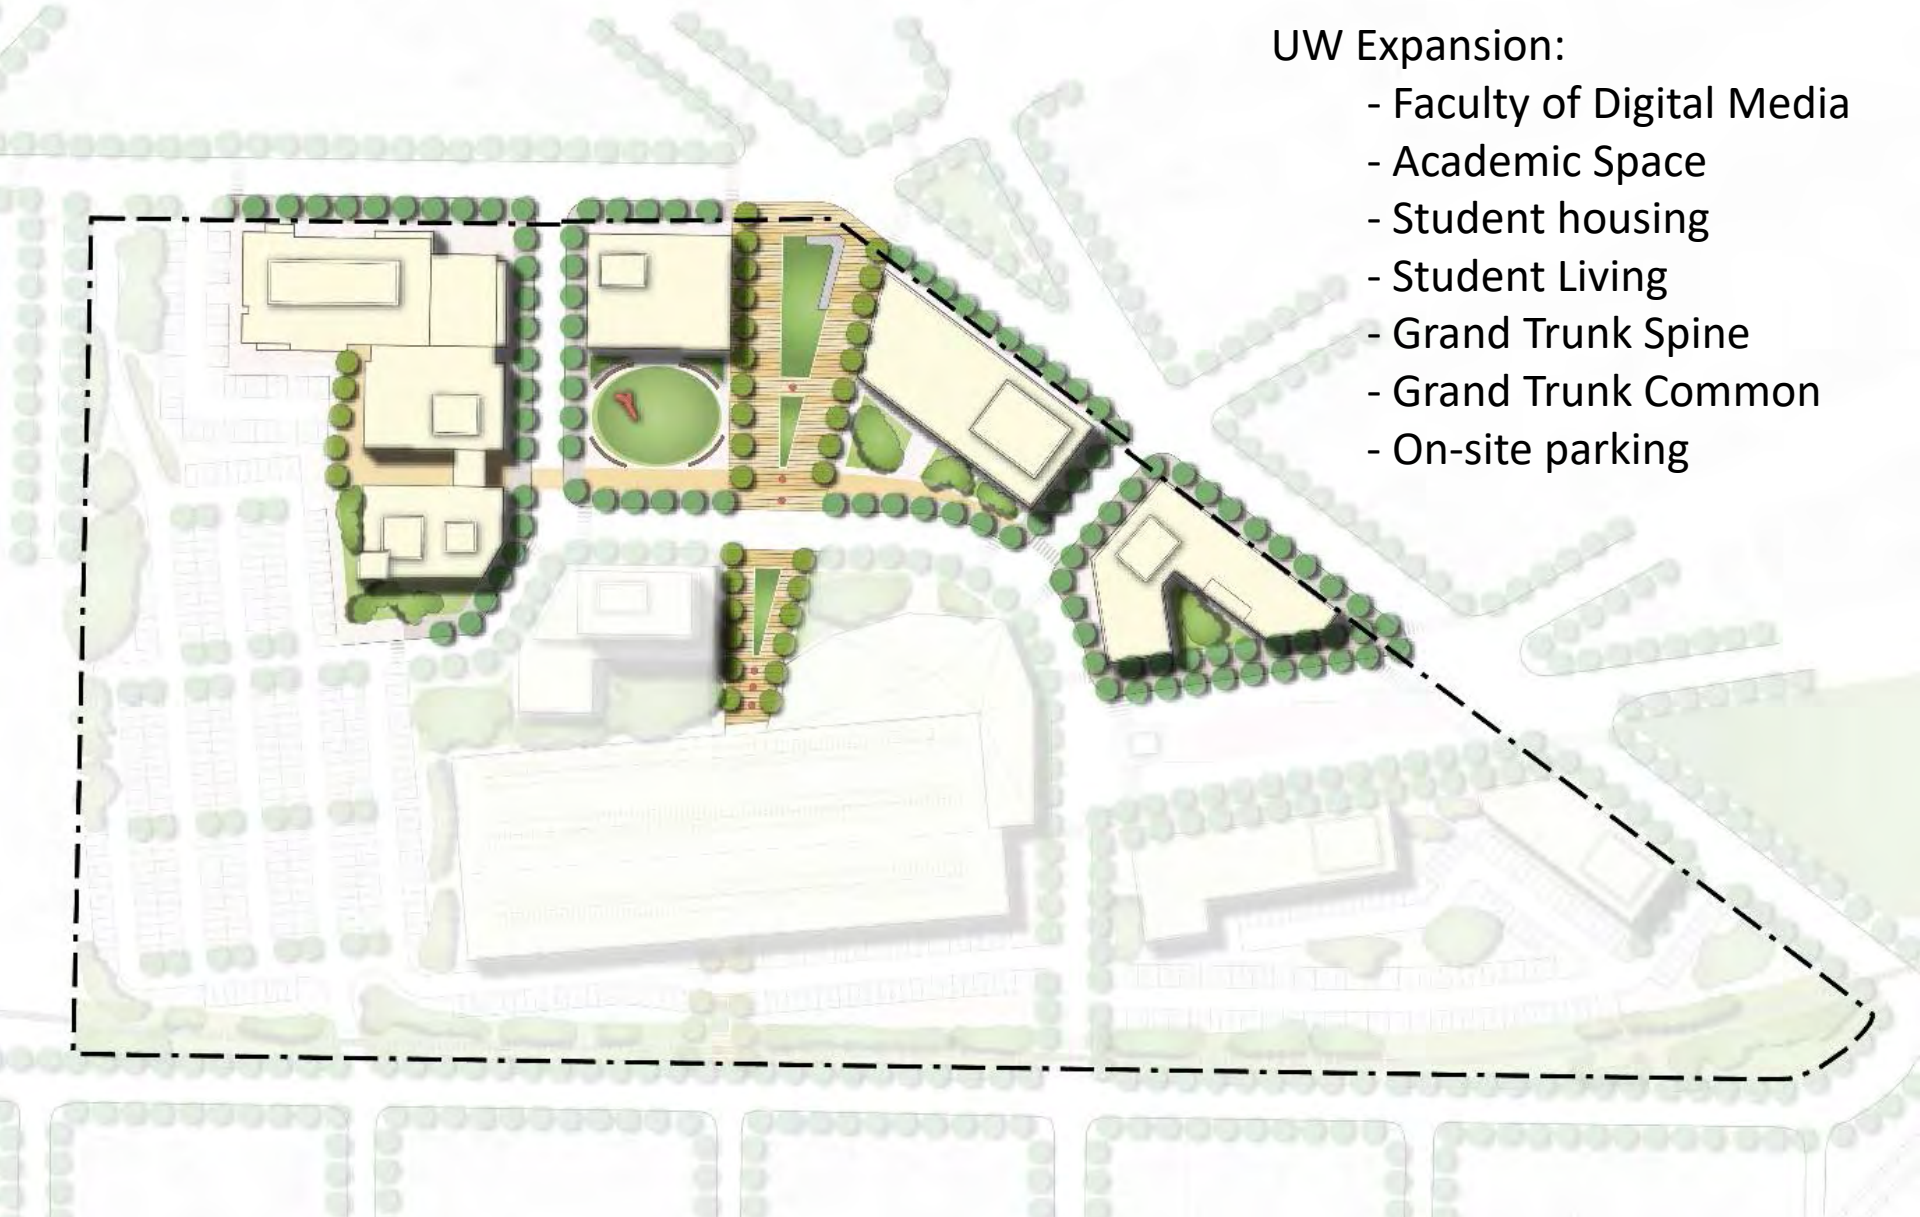 UW Expansion:
- Faculty of Digital Media
- Academic Space
- Student housing
- Student Living
- Grand Trunk Spine
- Grand Trunk Common
- On-site parking